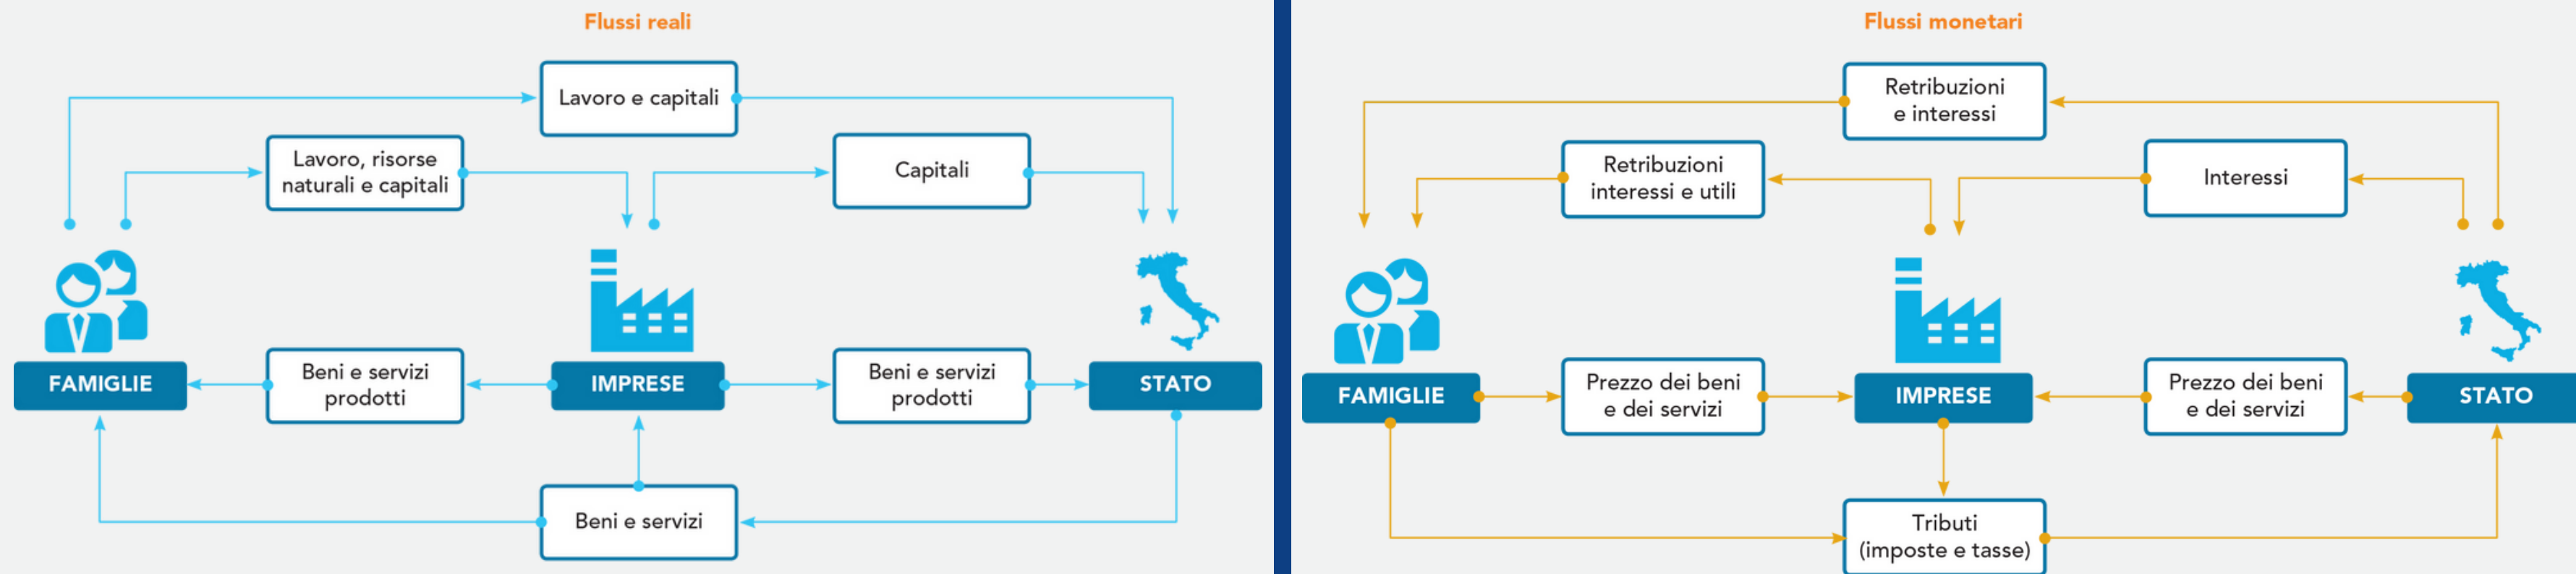 Flussi reali
Lavoro e capitali
Lavoro, risorse
naturali e capitali
Capitali
FAMIGLIE
Beni e servizi
prodotti
IMPRESE
Beni e servizi
prodotti
STATO
Beni e servizi
Flussi monetari
Retribuzioni
e interessi
Retribuzioni
interessi e utili
Interessi
FAMIGLIE
Prezzo dei beni
e dei servizi
IMPRESE
Prezzo dei beni
e dei servizi
STATO
Tributi
(imposte e tasse)